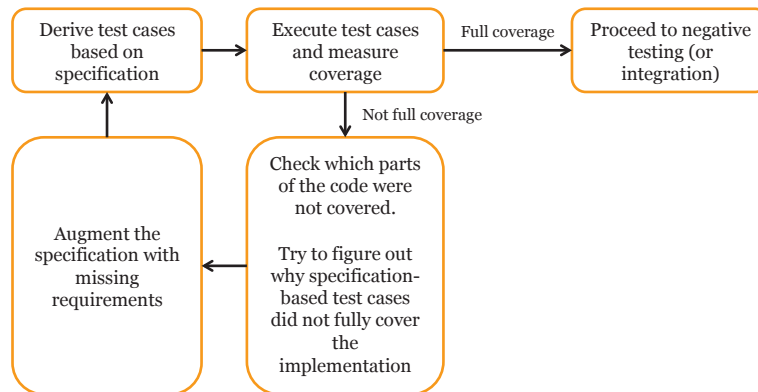 Derive test cases
based on
specification
Execute test cases
and measure
coverage
Full coverage
Proceed to negative
testing (or
integration)
Not full coverage
Check which parts
of the code were
not covered.
Try to figure out
why specification-
based test cases
did not fully cover
the
implementation
Augment the
specification with
missing
requirements